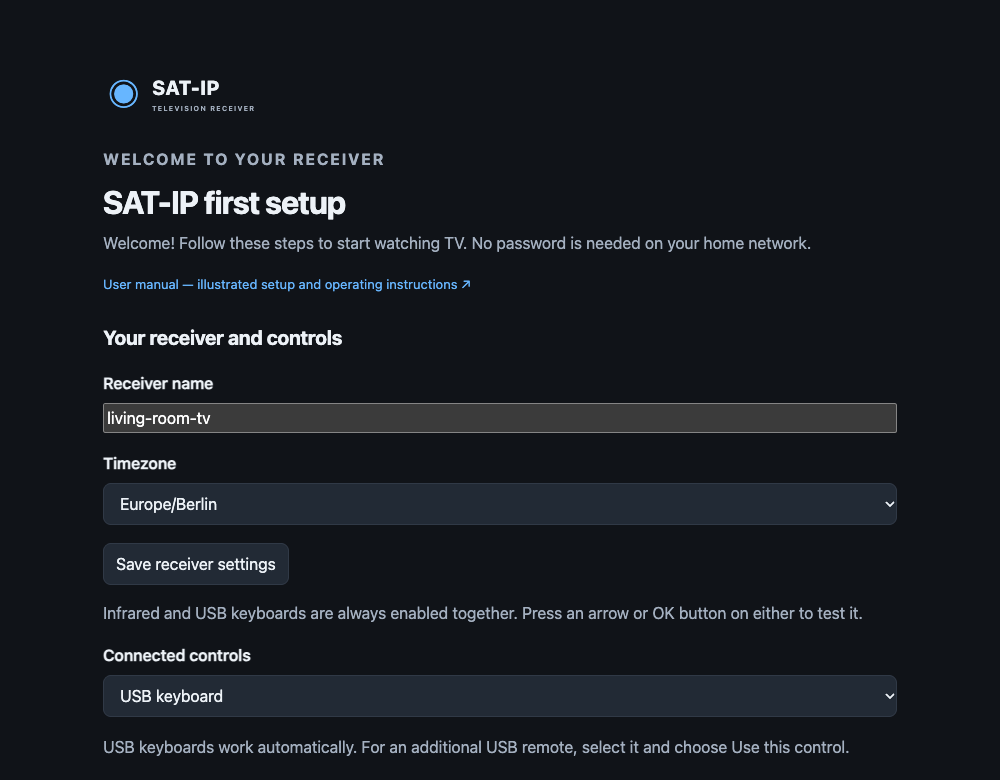 SAT-IP
TELEVISION RECEIVER
WELCOME TO YOUR RECEIVER
SAT-IP first setup
Welcome! Follow these steps to start watching TV. No password is needed on your home network.
User manual — illustrated setup and operating instructions ↗
Your receiver and controls
Receiver name
living-room-tv
Timezone
Europe/Berlin
Save receiver settings
Infrared and USB keyboards are always enabled together. Press an arrow or OK button on either to test it.
Connected controls
USB keyboard
USB keyboards work automatically. For an additional USB remote, select it and choose Use this control.